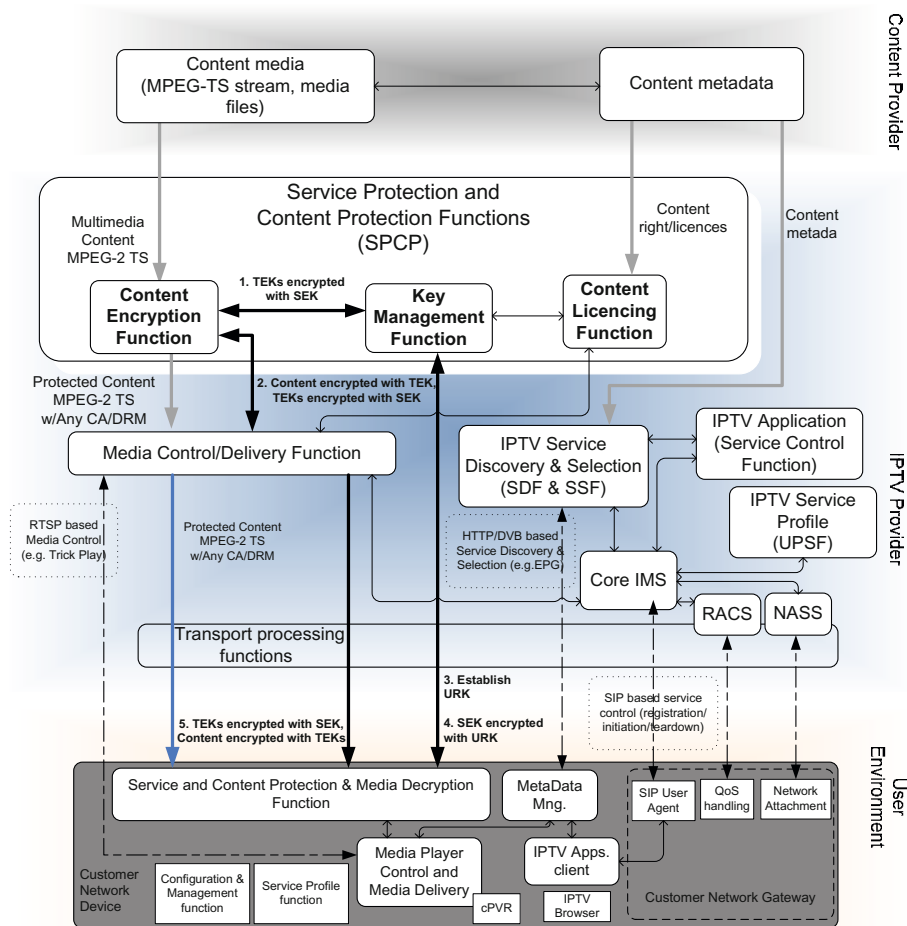 Content Provider
Content media
(MPEG-TS stream, media
files)
Content metadata
Service Protection and
Content Protection Functions
(SPCP)
Multimedia
Content
MPEG-2 TS
Content
right/licences
Content
metada
1. TEKs encrypted
with SEK
Content
Encryption
Function
Key
Management
Function
Content
Licencing
Function
Protected Content
MPEG-2 TS
w/Any CA/DRM
2. Content encrypted with TEK,
TEKs encrypted with SEK
Media Control/Delivery Function
IPTV Service
Discovery & Selection
(SDF & SSF)
IPTV Application
(Service Control
Function)
IPTV Provider
IPTV Service
Profile
(UPSF)
RTSP based
Media Control
(e.g. Trick Play)
Protected Content
MPEG-2 TS
w/Any CA/DRM
HTTP/DVB based
Service Discovery &
Selection (e.g.EPG)
Core IMS
RACS
NASS
Transport processing
functions
3. Establish
URK
4. SEK encrypted
with URK
5. TEKs encrypted with SEK,
Content encrypted with TEKs
SIP based service
control (registration/
initiation/teardown)
User
Environment
Service and Content Protection & Media Decryption
Function
MetaData
Mng.
SIP User
Agent
QoS
handling
Network
Attachment
Media Player
Control and
Media Delivery
IPTV Apps.
client
Customer
Network
Device
Configuration &
Management
function
Service Profile
function
cPVR
IPTV
Browser
Customer Network Gateway